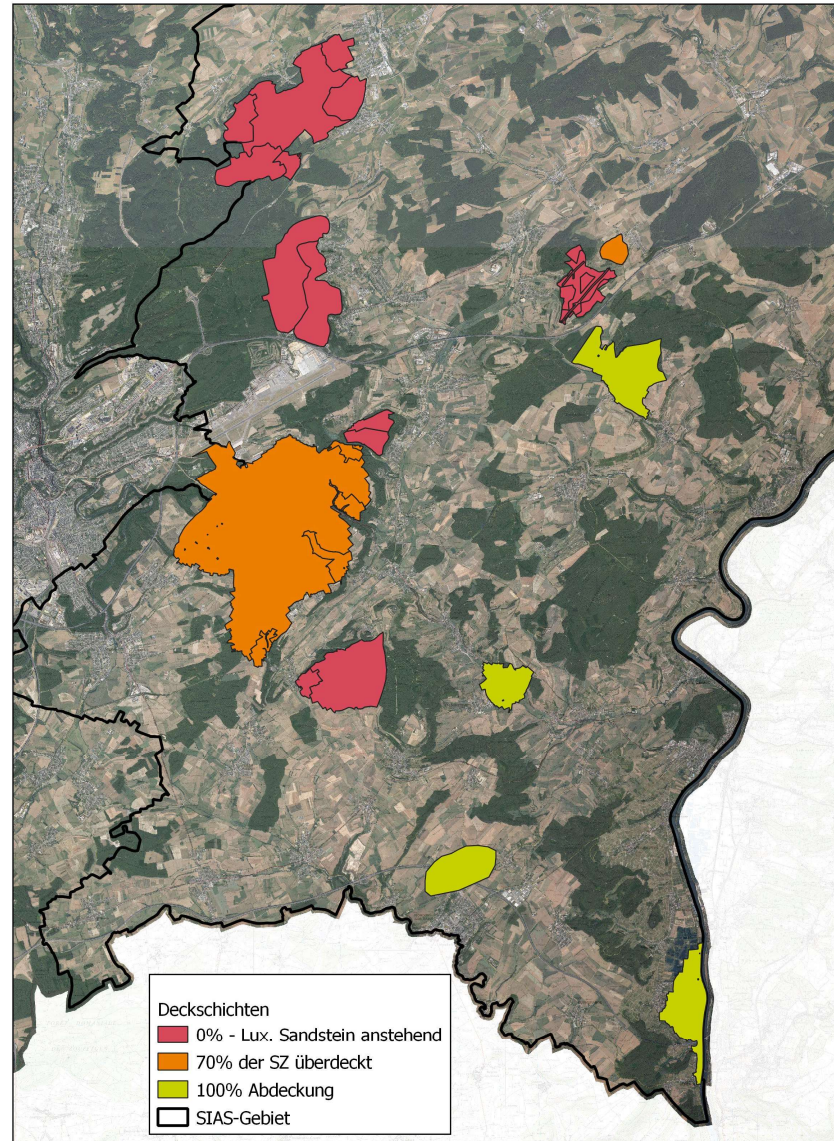 Deckschichten
0% - Lux. Sandstein anstehend
70% der SZ überdeckt
100% Abdeckung
SIAS-Gebiet